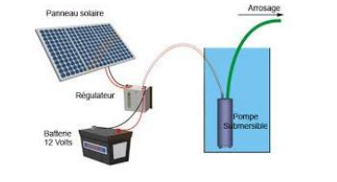 Panneau solaire
Arrosage
Régulateur
Batterie
12 Volts
Pompe
Submersible